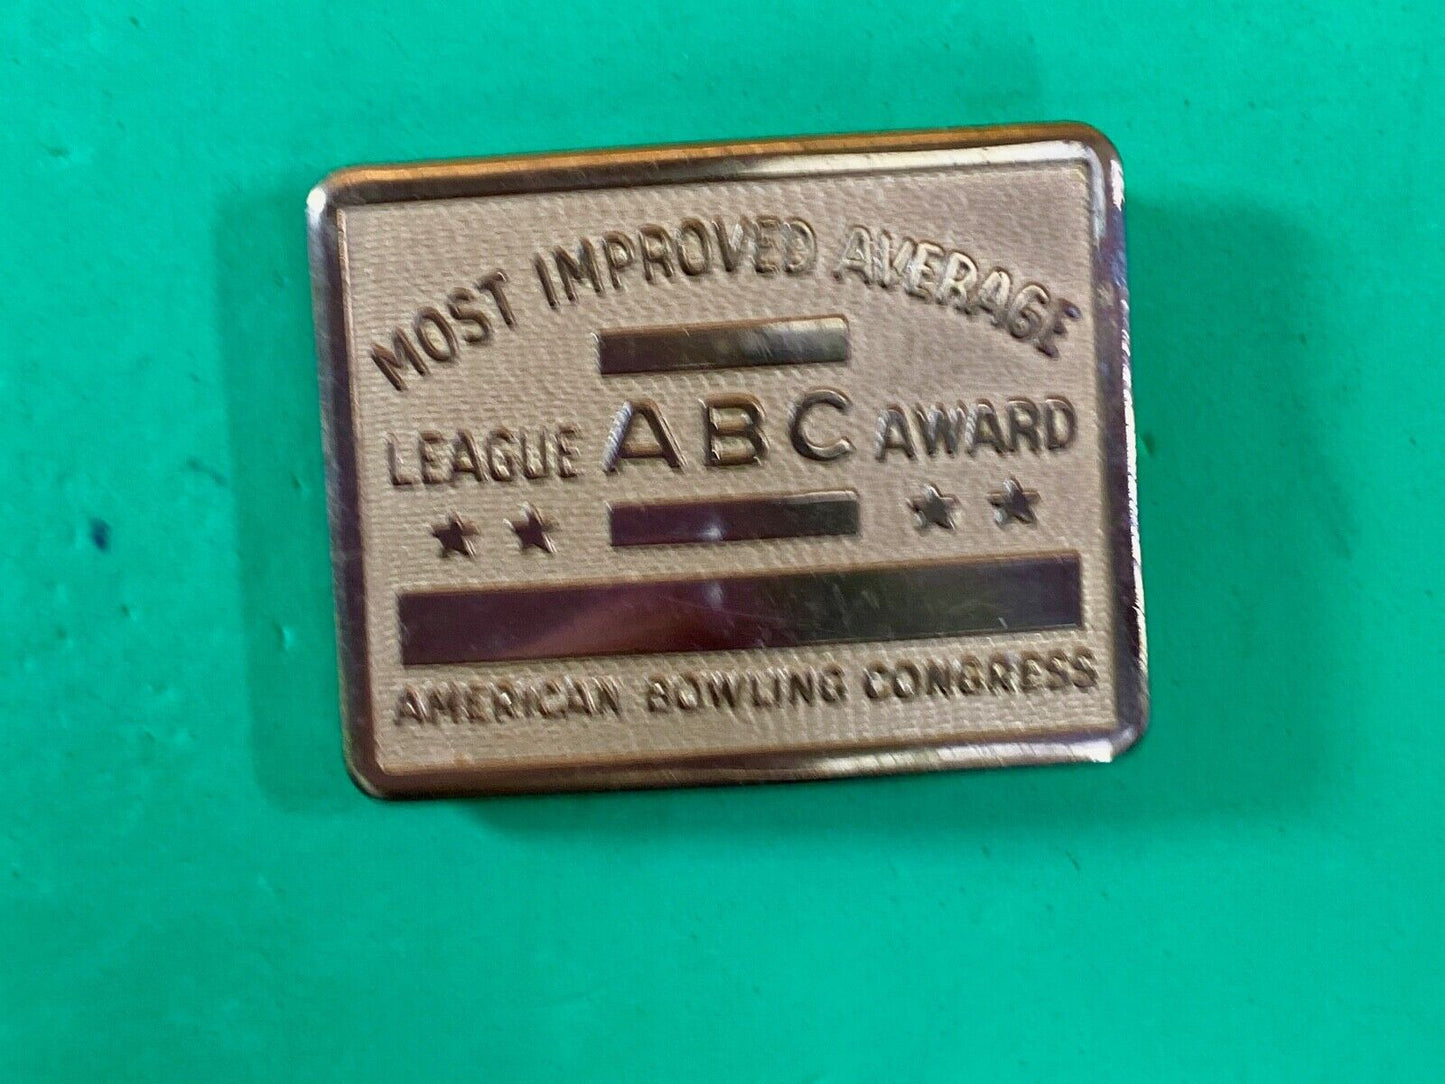 MOST IMPROVED AVERAGE
LEAGUE ABC AWARD
AMERICAN BOWLING CONGRESS